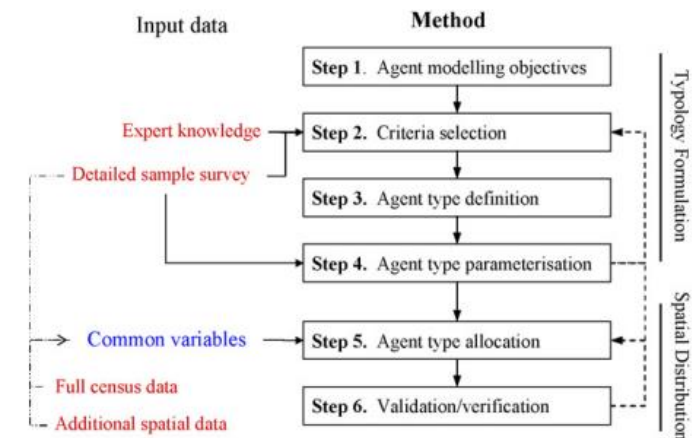 Input data
Method
Step 1. Agent modelling objectives
Expert knowledge
Step 2. Criteria selection
Detailed sample survey
Step 3. Agent type definition
Step 4. Agent type parameterisation
Common variables
Step 5. Agent type allocation
Full census data
Step 6. Validation/verification
Additional spatial data
Typology Formulation
Spatial Distribution